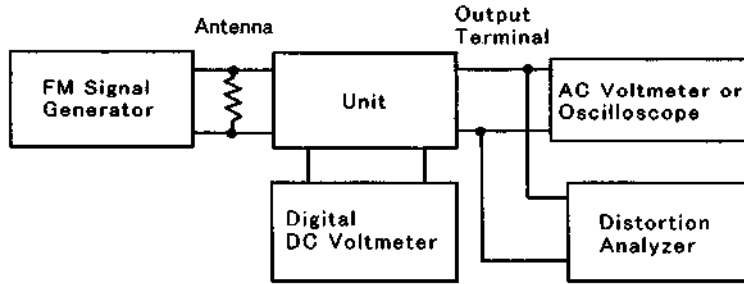 Antenna
Output
Terminal
FM Signal
Generator
Unit
AC Voltmeter or
Oscilloscope
Digital
DC Voltmeter
Distortion
Analyzer